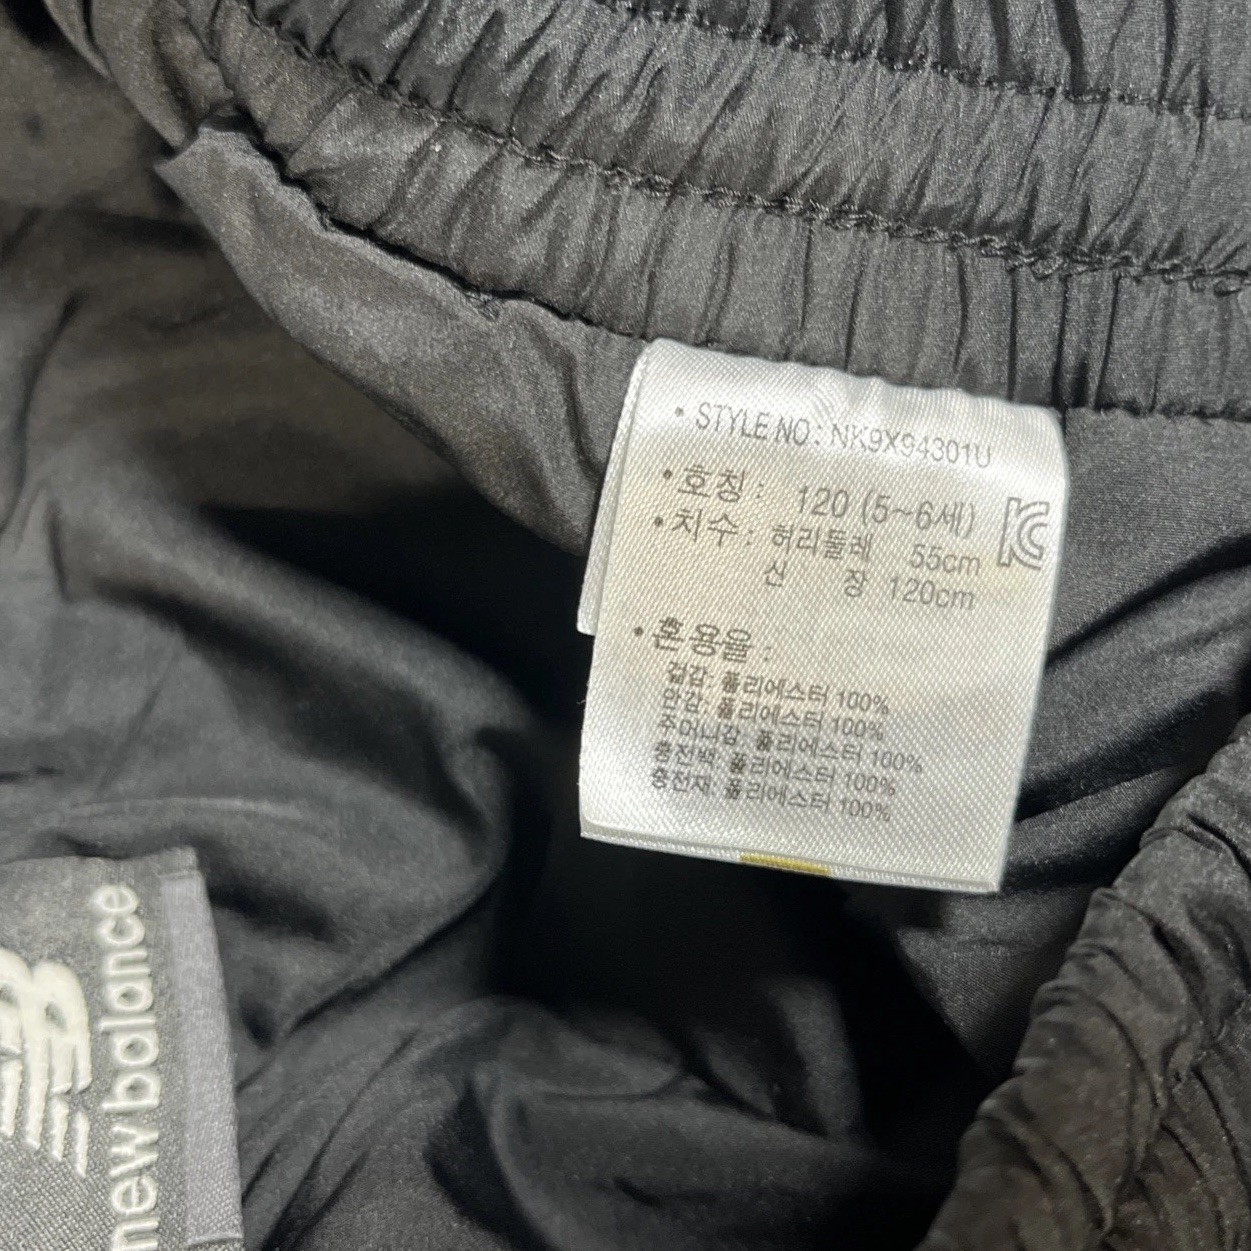 • STYLE NO : NK9X94301U
• 호칭 : 120 (5~6세)
• 치수 : 허리둘레 55cm
신 장 120cm
• 혼용율 :
겉감: 폴리에스터 100%
안감: 폴리에스터 100%
주머니감: 폴리에스터 100%
충전백: 폴리에스터 100%
충전재: 폴리에스터 100%
new balance